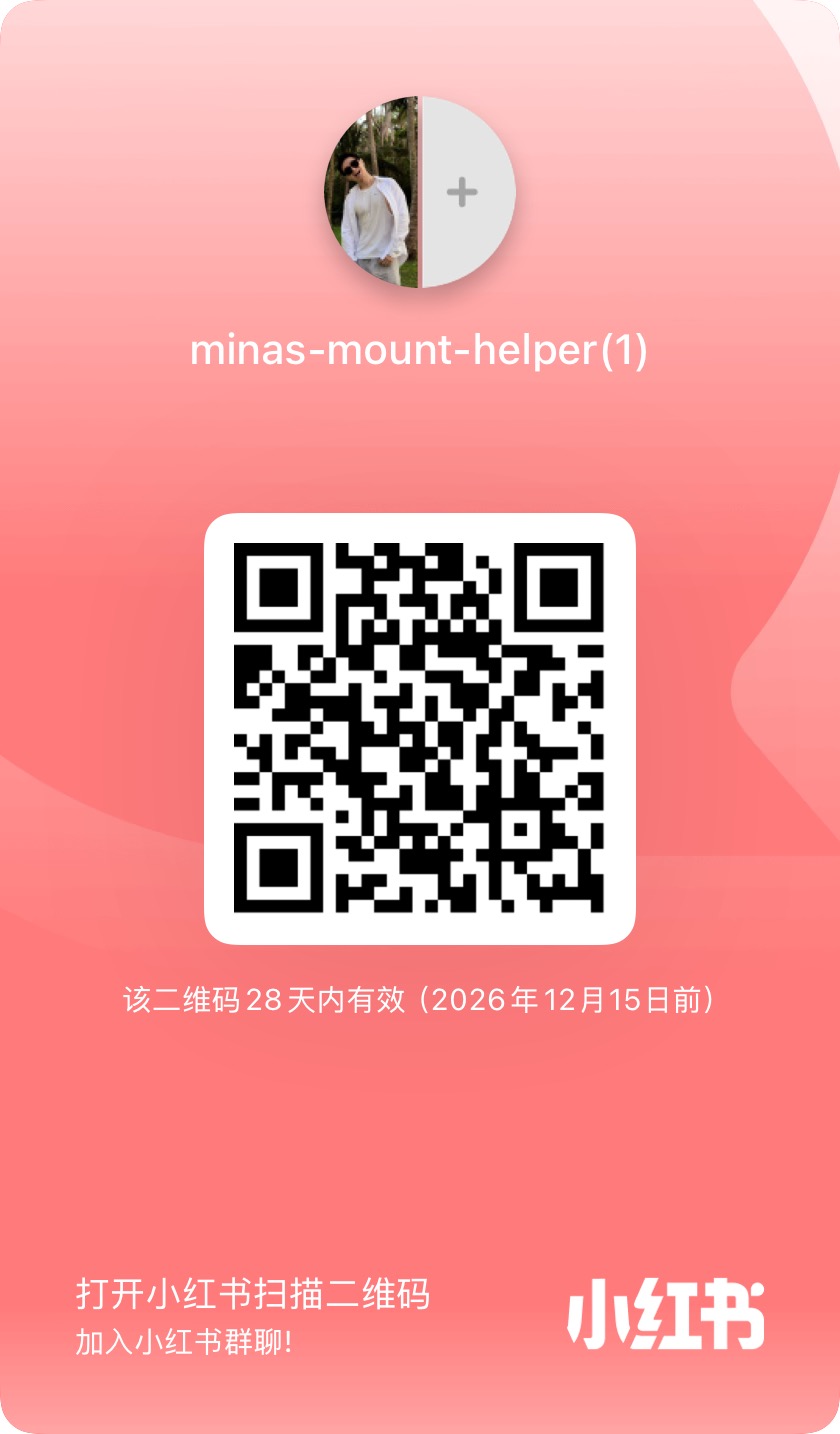 minas-mount-helper(1)
该二维码28天内有效（2026年12月15日前）
打开小红书扫描二维码
加入小红书群聊!
小红书